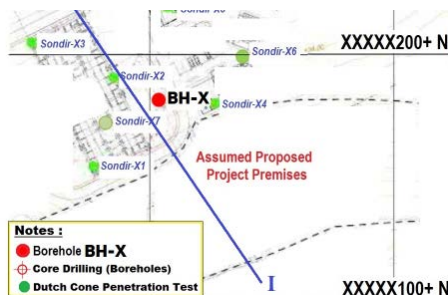 Sondir-X3
XXXXX200+ N
Sondir-X6
Sondir-X2
BH-X
Sondir-X4
Sondir-X7
Assumed Proposed
Project Premises
Sondir-X1
Notes :
Borehole BH-X
Core Drilling (Boreholes)
Dutch Cone Penetration Test
I
XXXXX100+ N